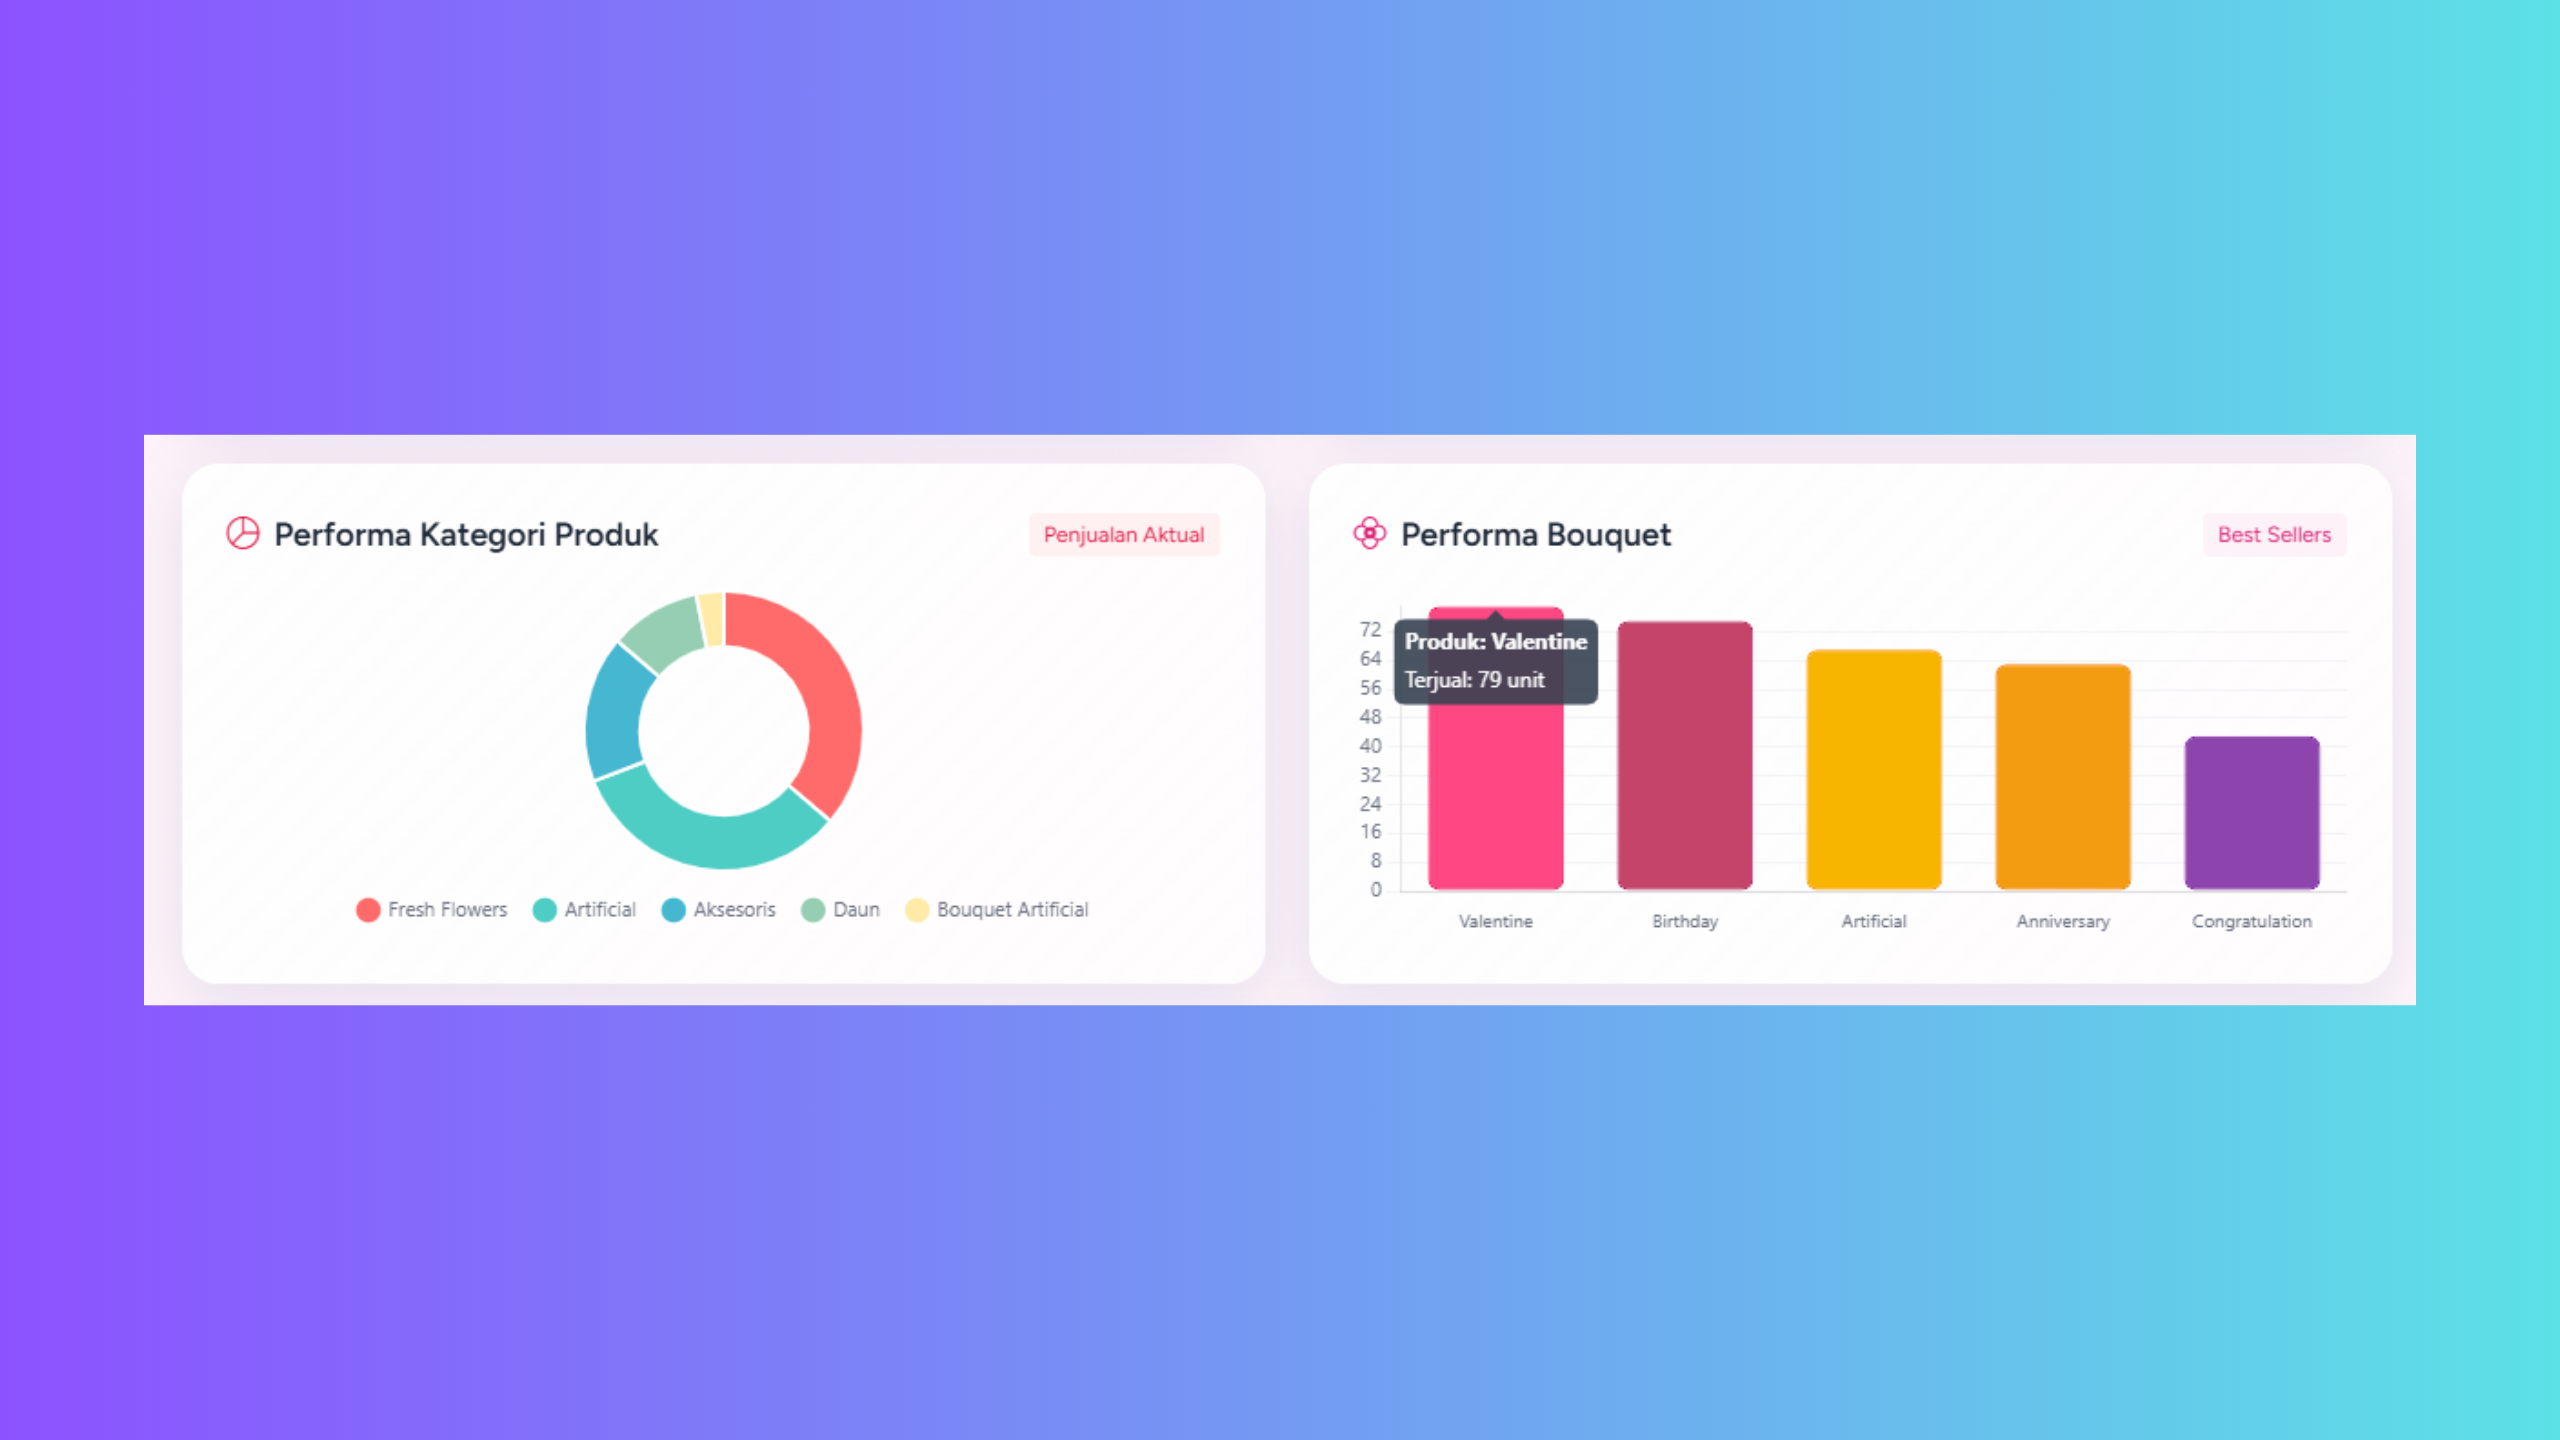 Performa Kategori Produk
Penjualan Aktual
Fresh Flowers
Artificial
Aksesoris
Daun
Bouquet Artificial
Performa Bouquet
Best Sellers
72
64
56
48
40
32
24
16
8
0
Produk: Valentine
Terjual: 79 unit
Valentine
Birthday
Artificial
Anniversary
Congratulation